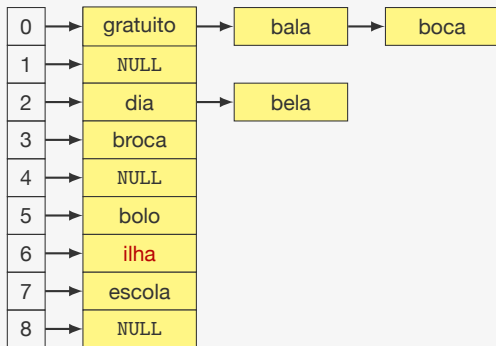 0 gratuito bala boca
1 NULL
2 dia bela
3 broca
4 NULL
5 bolo
6 ilha
7 escola
8 NULL